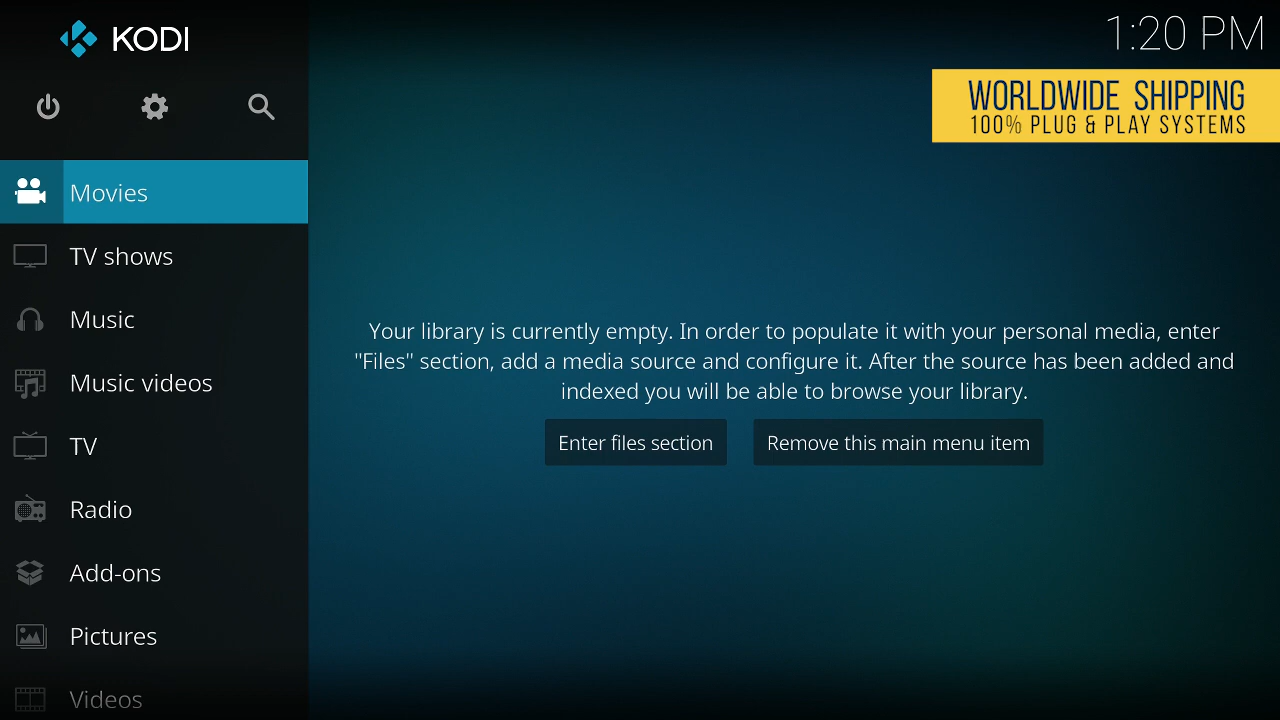 KODI
1:20 PM
WORLDWIDE SHIPPING
100% PLUG & PLAY SYSTEMS
Movies
TV shows
Music
Music videos
TV
Radio
Add-ons
Pictures
Videos
Your library is currently empty. In order to populate it with your personal media, enter
"Files" section, add a media source and configure it. After the source has been added and
indexed you will be able to browse your library.
Enter files section
Remove this main menu item